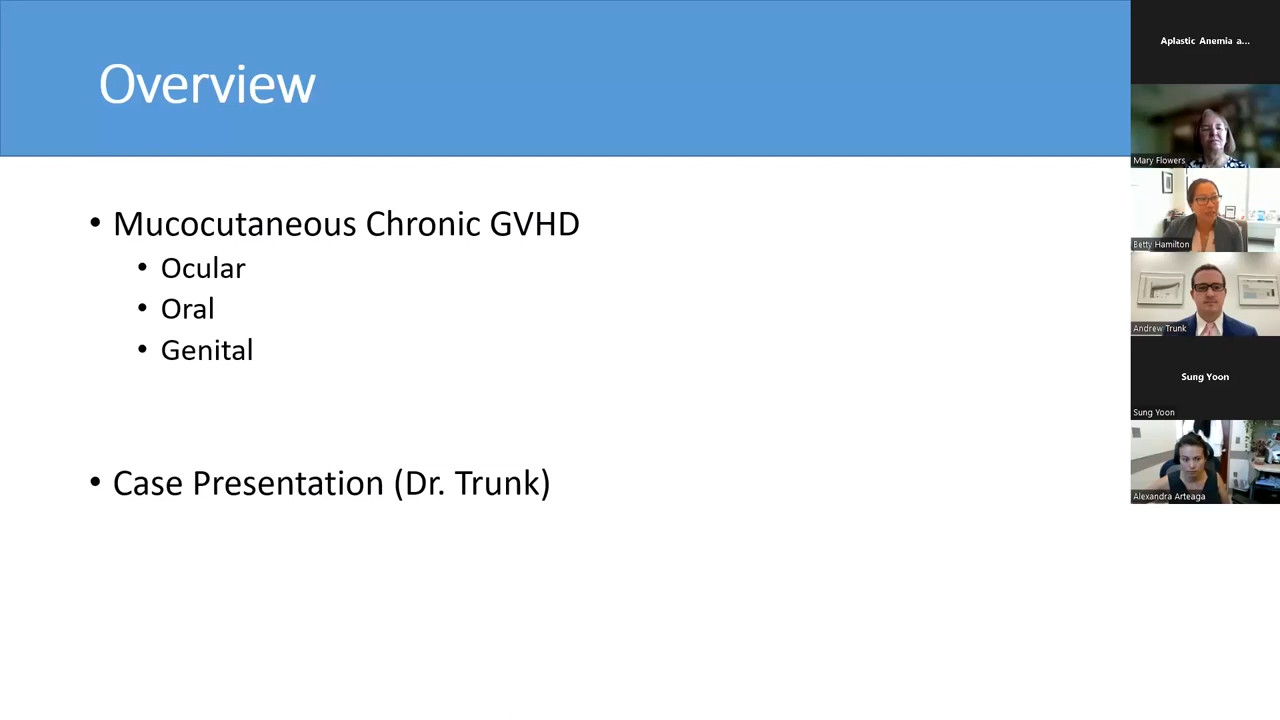 Overview
• Mucocutaneous Chronic GVHD
• Ocular
• Oral
• Genital
• Case Presentation (Dr. Trunk)
Aplastic Anemia a...
Mary Flowers
Betty Hamilton
Andrew Trunk
Sung Yoon
Sung Yoon
Alexandra Arteaga